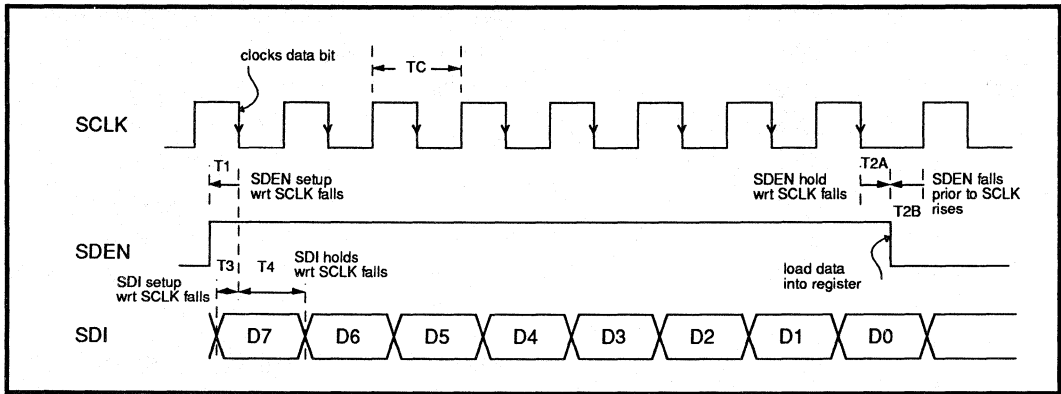 clocks data bit
TC
SCLK
T1
SDEN setup
wrt SCLK falls
SDEN hold
wrt SCLK falls
T2A
T2B
SDEN falls
prior to SCLK
rises
SDEN
SDI setup
wrt SCLK falls
T3
T4
SDI holds
wrt SCLK falls
load data
into register
SDI
D7
D6
D5
D4
D3
D2
D1
D0